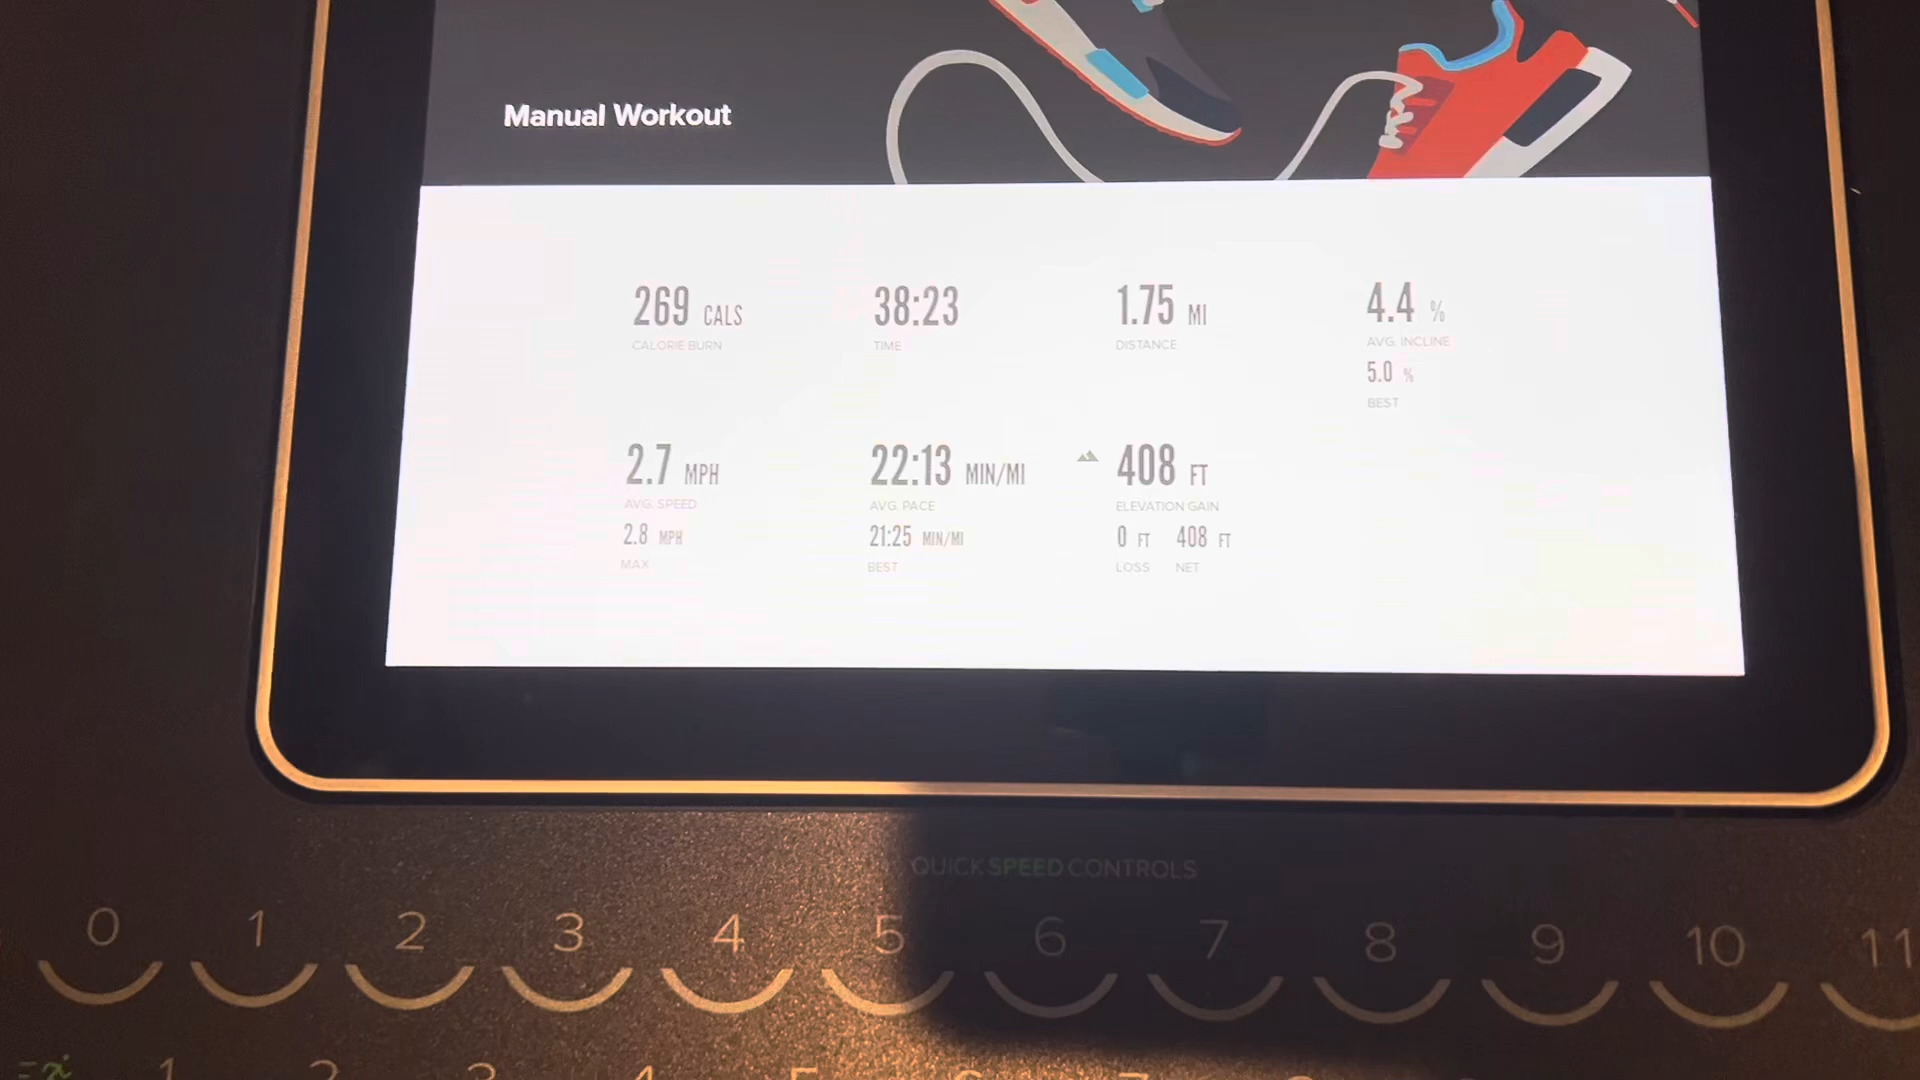 Manual Workout
269 CALS 38:23 1.75 MI 4.4 %
CALORIE BURN TIME DISTANCE AVG. INCLINE
5.0 %
BEST
2.7 MPH 22:13 MIN/MI 408 FT
AVG. SPEED AVG. PACE ELEVATION GAIN
2.8 MPH 21:25 MIN/MI 0 FT 408 FT
MAX BEST LOSS NET
QUICK SPEED CONTROLS
0 1 2 3 4 5 6 7 8 9 10 11